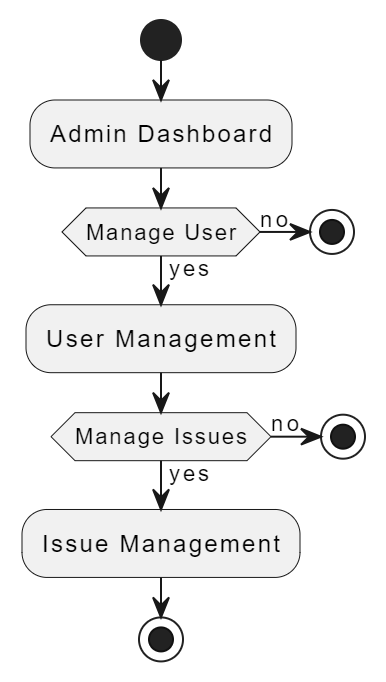 Admin Dashboard
Manage User
no
yes
User Management
Manage Issues
no
yes
Issue Management